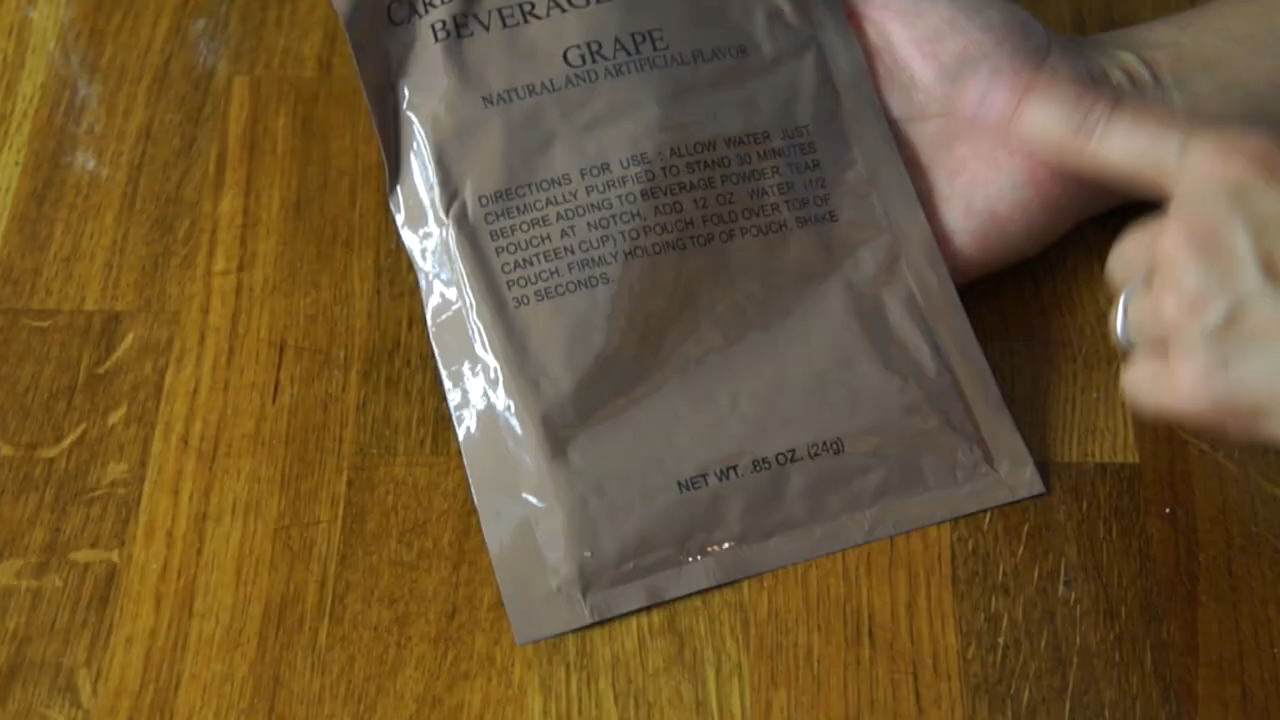 BEVERAGE
GRAPE
NATURAL AND ARTIFICIAL FLAVOR
DIRECTIONS FOR USE : ALLOW WATER JUST
CHEMICALLY PURIFIED TO STAND 30 MINUTES
BEFORE ADDING TO BEVERAGE POWDER. TEAR
POUCH AT NOTCH, ADD 12 OZ. WATER (1/2
CANTEEN CUP) TO POUCH. FOLD OVER TOP OF
POUCH. FIRMLY HOLDING TOP OF POUCH, SHAKE
30 SECONDS.
NET WT. .85 OZ. (24g)